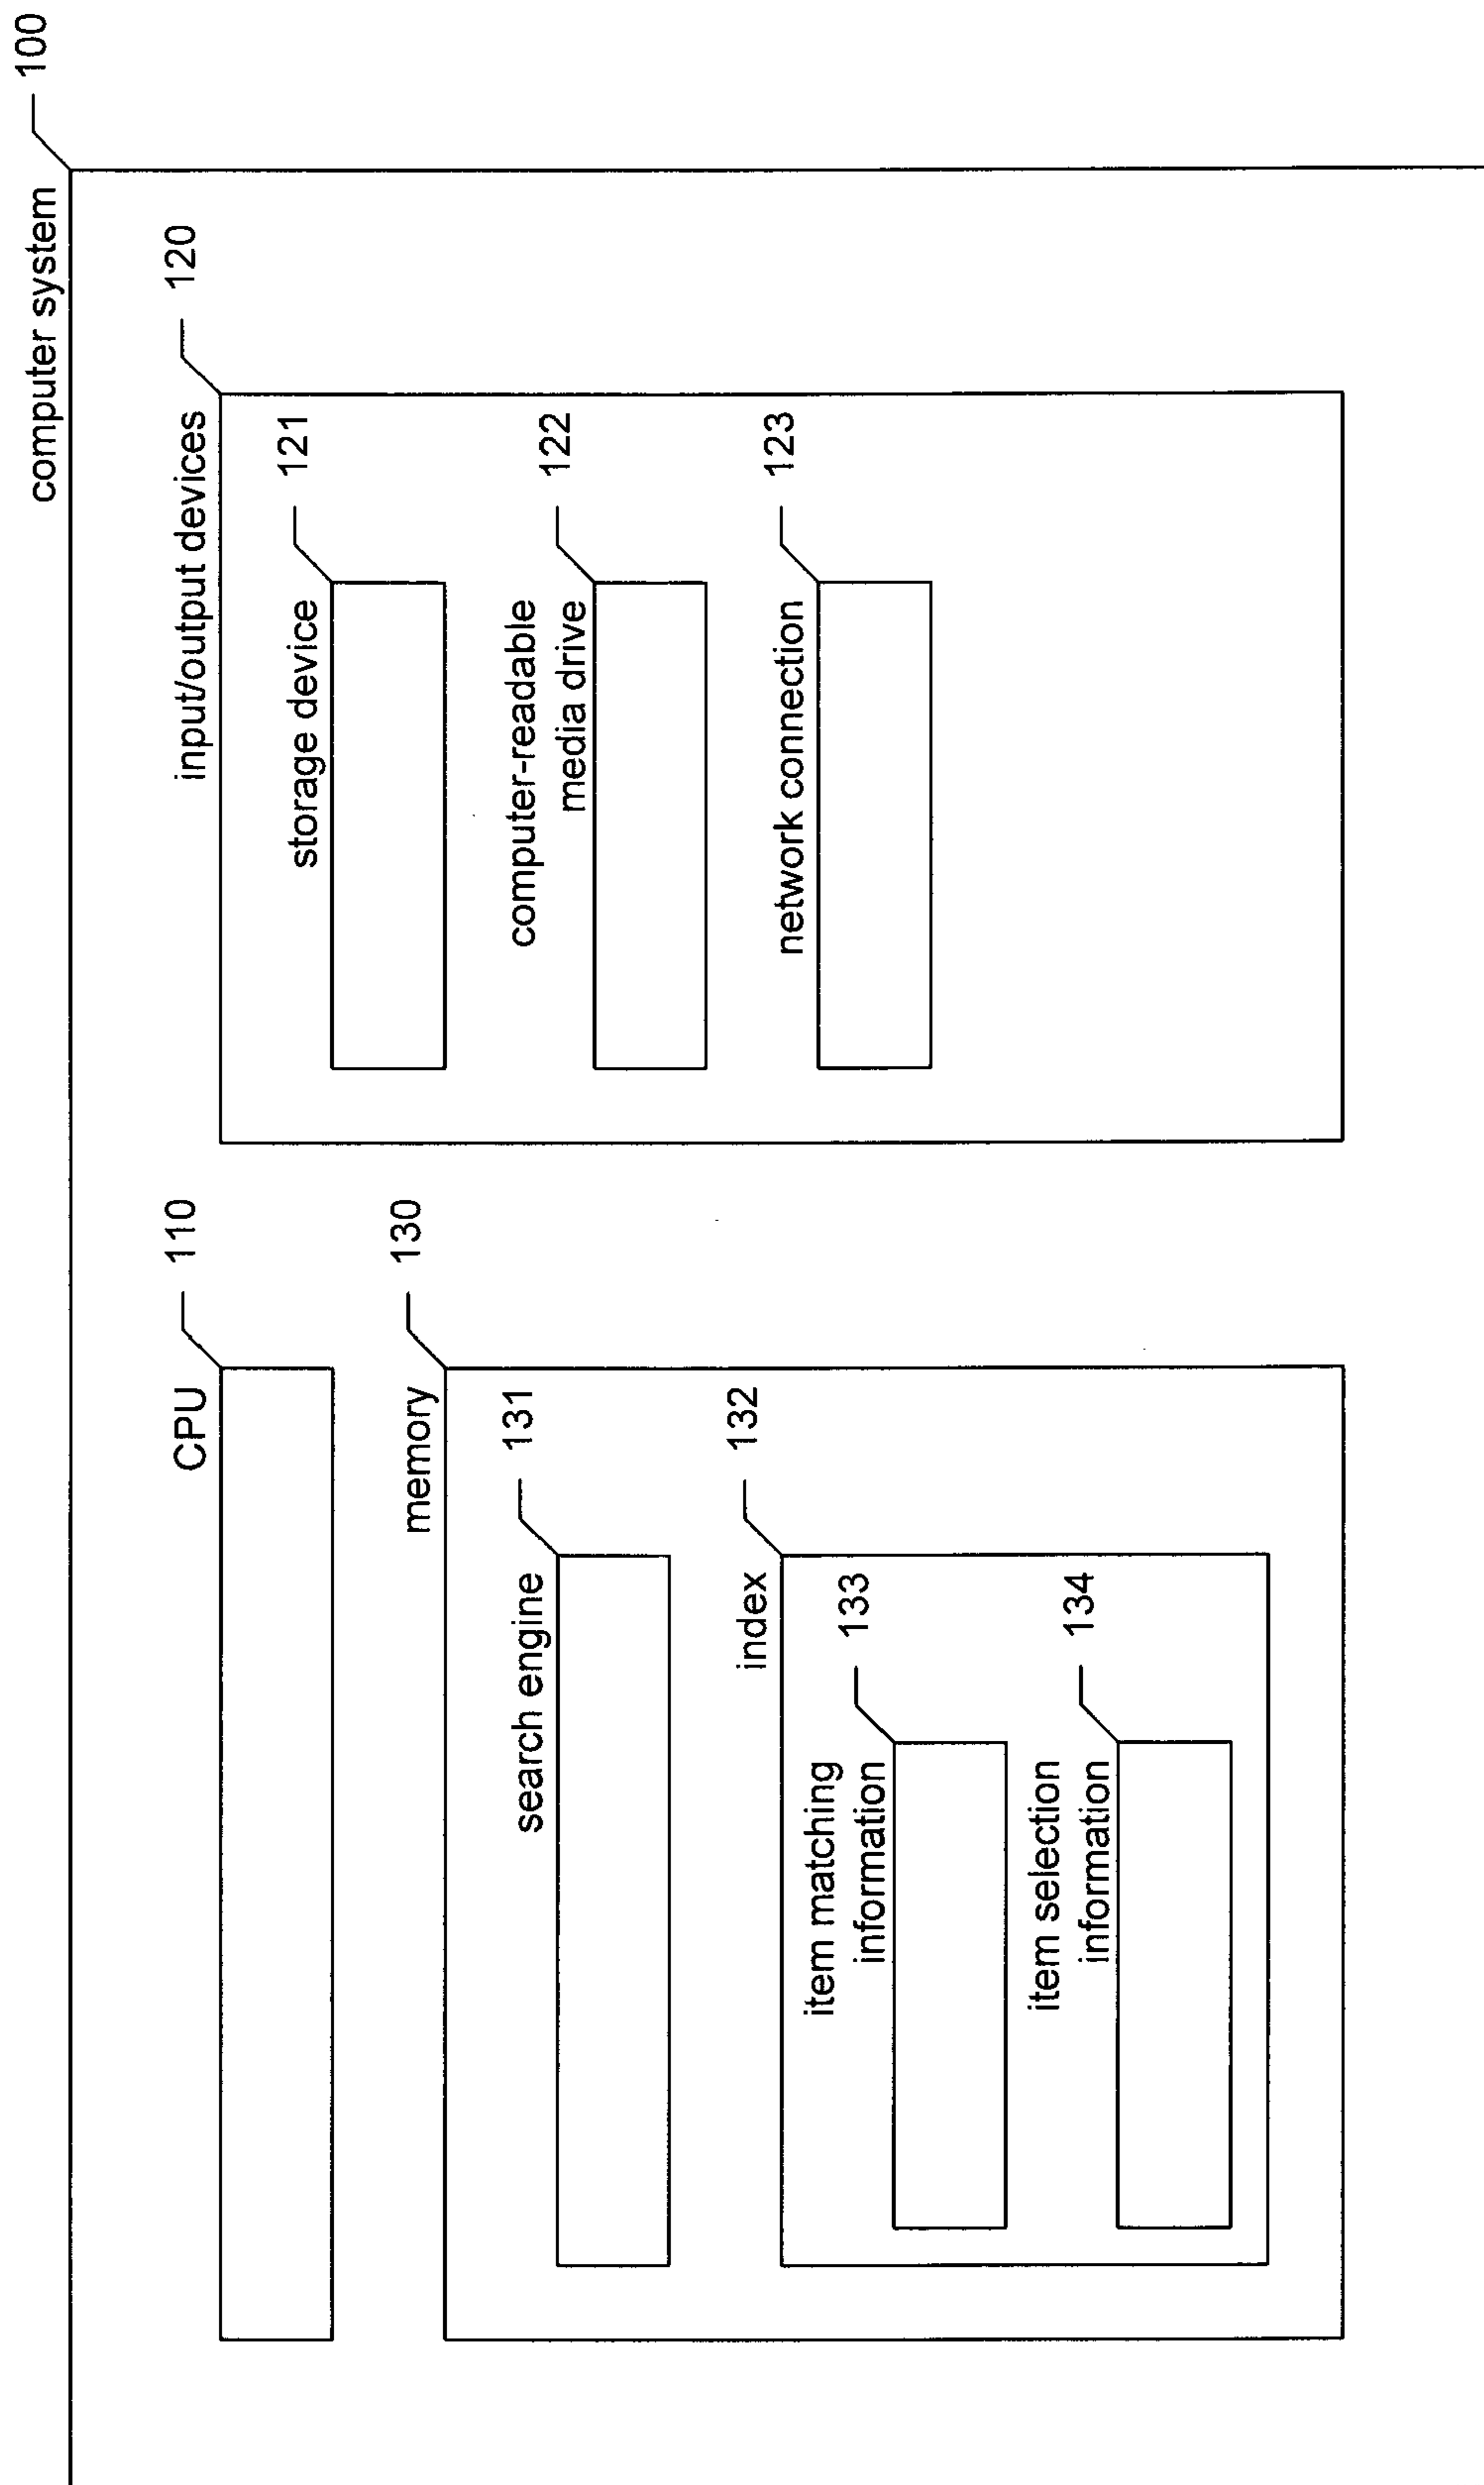 computer system
100
CPU
110
memory
130
search engine
131
index
132
item matching
information
133
item selection
information
134
input/output devices
120
storage device
121
computer-readable
media drive
122
network connection
123